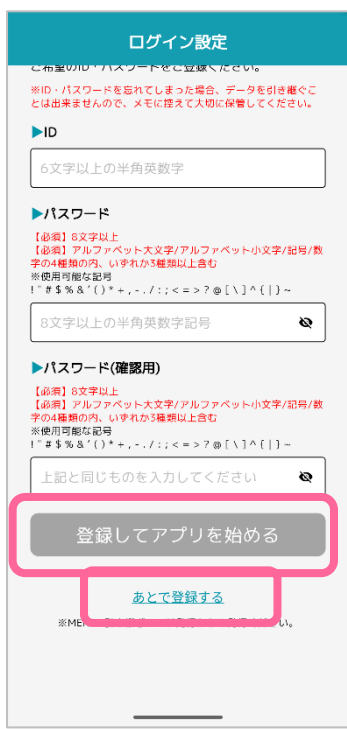 ログイン設定
ご希望のID・パスワードをご登録ください。
※ID・パスワードを忘れてしまった場合、データを引き継ぐこ
とは出来ませんので、メモに控えて大切に保管してください。
▶ID
6文字以上の半角英数字
▶パスワード
【必須】8文字以上
【必須】アルファベット大文字/アルファベット小文字/記号/数
字の4種類の内、いずれか3種類以上含む
※使用可能な記号
!"#$%&'()*+,-./:;<=>?@[\]^{|}~
8文字以上の半角英数字記号
▶パスワード(確認用)
【必須】8文字以上
【必須】アルファベット大文字/アルファベット小文字/記号/数
字の4種類の内、いずれか3種類以上含む
※使用可能な記号
!"#$%&'()*+,-./:;<=>?@[\]^{|}~
上記と同じものを入力してください
登録してアプリを始める
あとで登録する